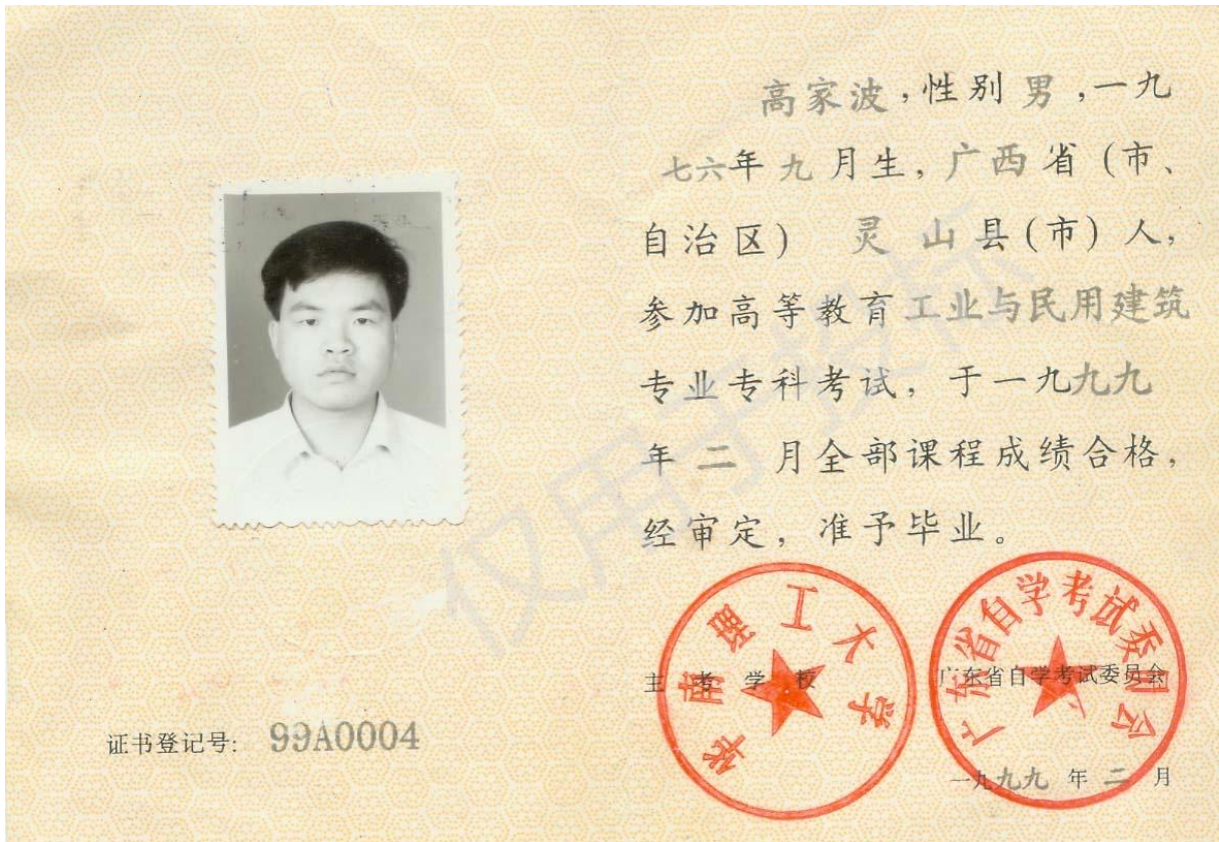 高家波,性别 男,一九
七六年 九 月生,广西 省(市、
自治区) 灵 山 县(市)人,
参加高等教育工业与民用建筑
专业专科考试,于一九九九
年 二 月全部课程成绩合格,
经审定,准予毕业。
华南理工大学
广东省自学考试委员会
主考学校
广东省自学考试委员会
证书登记号: 99A0004
一九九九 年 二 月
仅用于投标